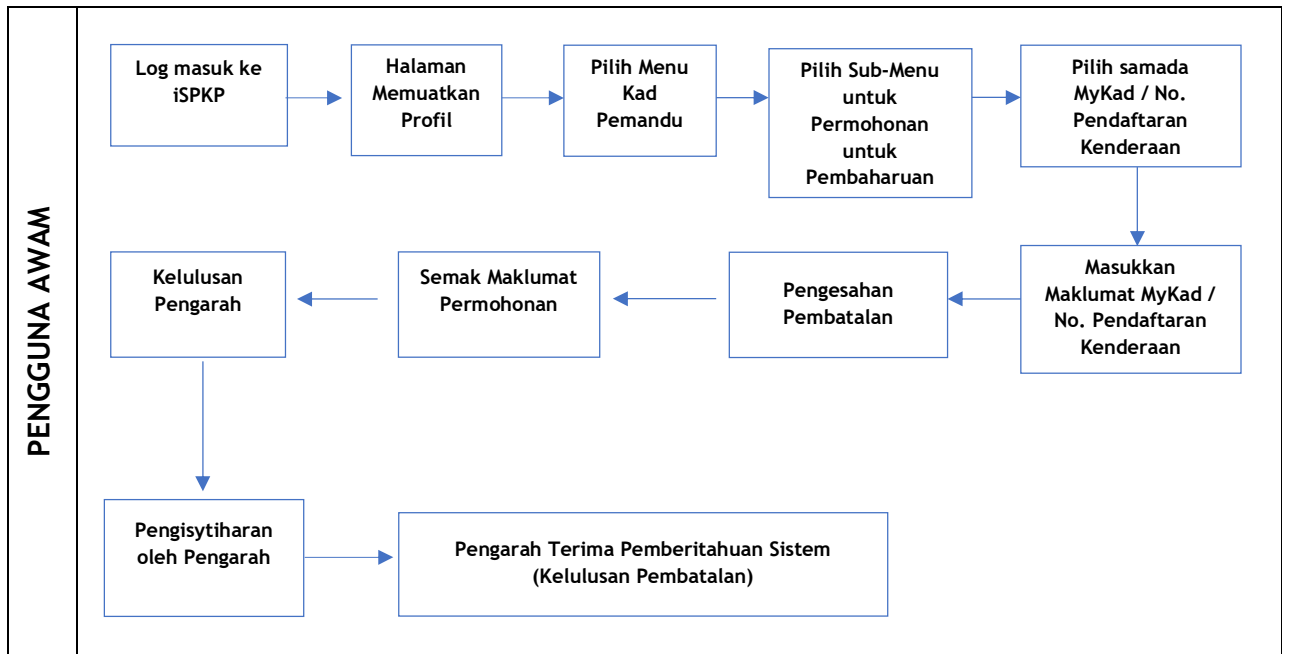 PENGGUNA AWAM
Log masuk ke
iSPKP
Halaman
Memuatkan
Profil
Pilih Menu
Kad
Pemandu
Pilih Sub-Menu
untuk
Permohonan
untuk
Pembaharuan
Pilih samada
MyKad / No.
Pendaftaran
Kenderaan
Masukkan
Maklumat MyKad /
No. Pendaftaran
Kenderaan
Pengesahan
Pembatalan
Semak Maklumat
Permohonan
Kelulusan
Pengarah
Pengisytiharan
oleh Pengarah
Pengarah Terima Pemberitahuan Sistem
(Kelulusan Pembatalan)